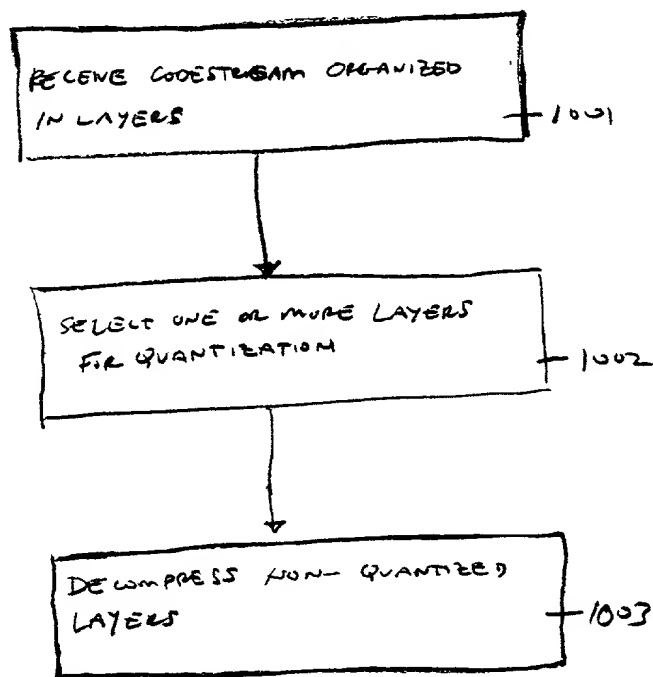 RECEIVE CODESTREAM ORGANIZED
IN LAYERS
1001
SELECT ONE OR MORE LAYERS
FOR QUANTIZATION
1002
DECOMPRESS NON-QUANTIZED
LAYERS
1003